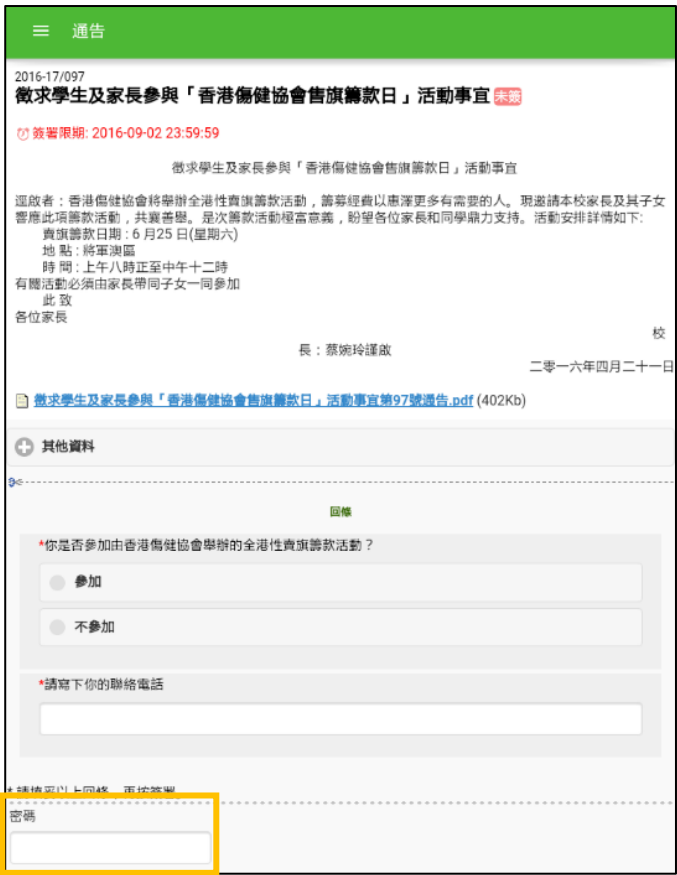 通告
2016-17/097
徵求學生及家長參與「香港傷健協會售旗籌款日」活動事宜 未簽
簽署限期: 2016-09-02 23:59:59
徵求學生及家長參與「香港傷健協會售旗籌款日」活動事宜
逕啟者：香港傷健協會將舉辦全港性賣旗籌款活動，籌募經費以惠澤更多有需要的人。現邀請本校家長及其子女
響應此項籌款活動，共襄善舉。是次籌款活動極富意義，盼望各位家長和同學鼎力支持。活動安排詳情如下:
賣旗籌款日期 : 6 月25 日(星期六)
地 點 : 將軍澳區
時 間 : 上午八時正至中午十二時
有關活動必須由家長帶同子女一同參加
此 致
各位家長
校
長：蔡婉玲謹啟
二零一六年四月二十一日
徵求學生及家長參與「香港傷健協會售旗籌款日」活動事宜第97號通告.pdf (402Kb)
其他資料
回條
*你是否參加由香港傷健協會舉辦的全港性賣旗籌款活動？
參加
不參加
*請寫下你的聯絡電話
* 請填妥以上回條，再按簽署。
密碼